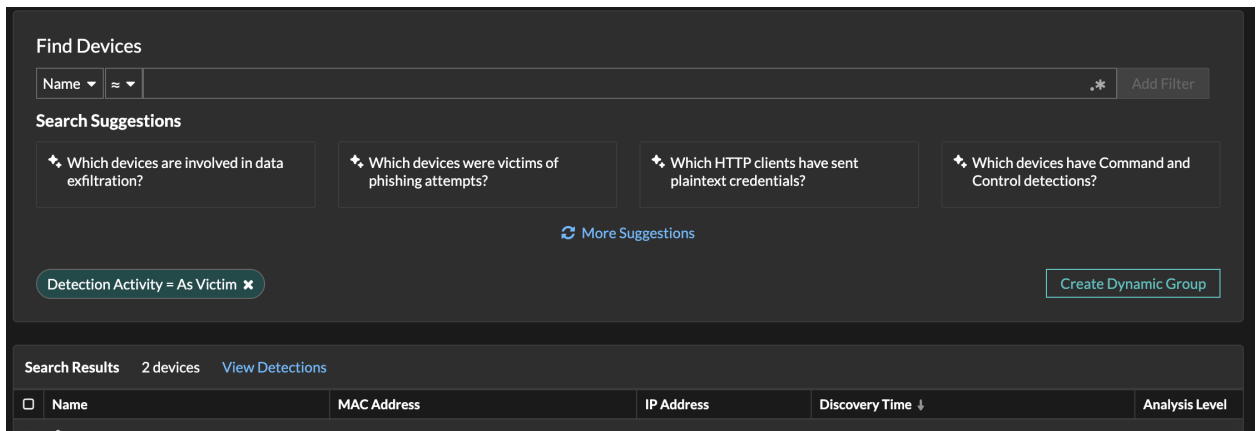 Find Devices
Name ≈ .* Add Filter
Search Suggestions
Which devices are involved in data
exfiltration?
Which devices were victims of
phishing attempts?
Which HTTP clients have sent
plaintext credentials?
Which devices have Command and
Control detections?
More Suggestions
Detection Activity = As Victim ×
Create Dynamic Group
Search Results 2 devices View Detections
Name MAC Address IP Address Discovery Time ↓ Analysis Level